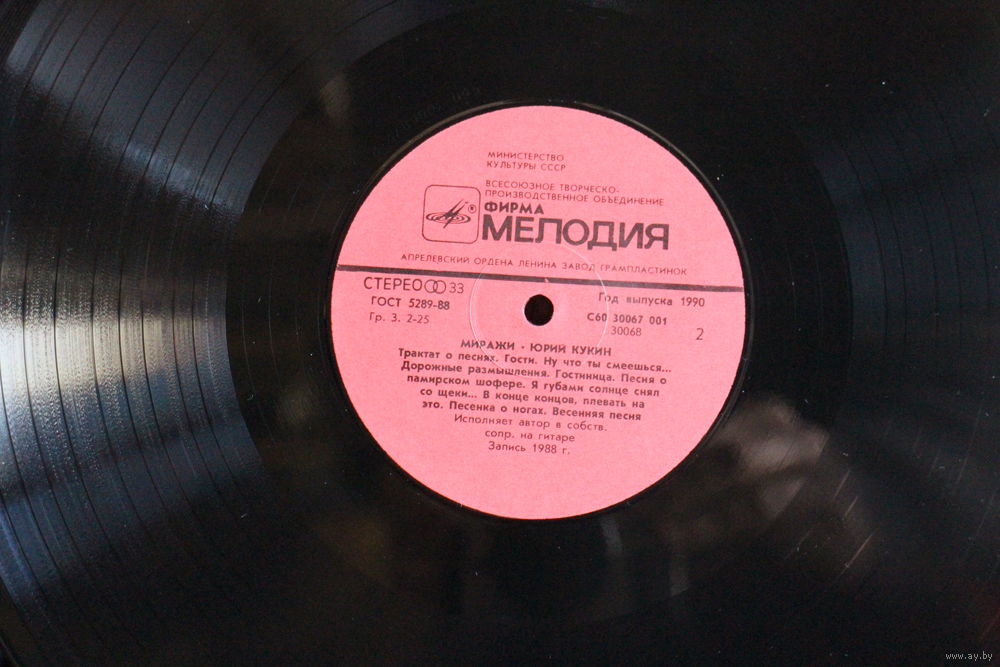 МИНИСТЕРСТВО
КУЛЬТУРЫ СССР
ВСЕСОЮЗНОЕ ТВОРЧЕСКО-
ПРОИЗВОДСТВЕННОЕ ОБЪЕДИНЕНИЕ
ФИРМА
®
МЕЛОДИЯ
АПРЕЛЕВСКИЙ ОРДЕНА ЛЕНИНА ЗАВОД ГРАМПЛАСТИНОК
СТЕРЕО 33
ГОСТ 5289-88
Гр. 3. 2-25
Год выпуска 1990
С60 30067 001
30068
2
МИРАЖИ - ЮРИЙ КУКИН
Трактат о песнях. Гости. Ну что ты смеешься...
Дорожные размышления. Гостиница. Песня о
памирском шофере. Я губами солнце снял
со щеки... В конце концов, плевать на
это. Песенка о ногах. Весенняя песня
Исполняет автор в собств.
сопр. на гитаре
Запись 1988 г.
www.ay.by